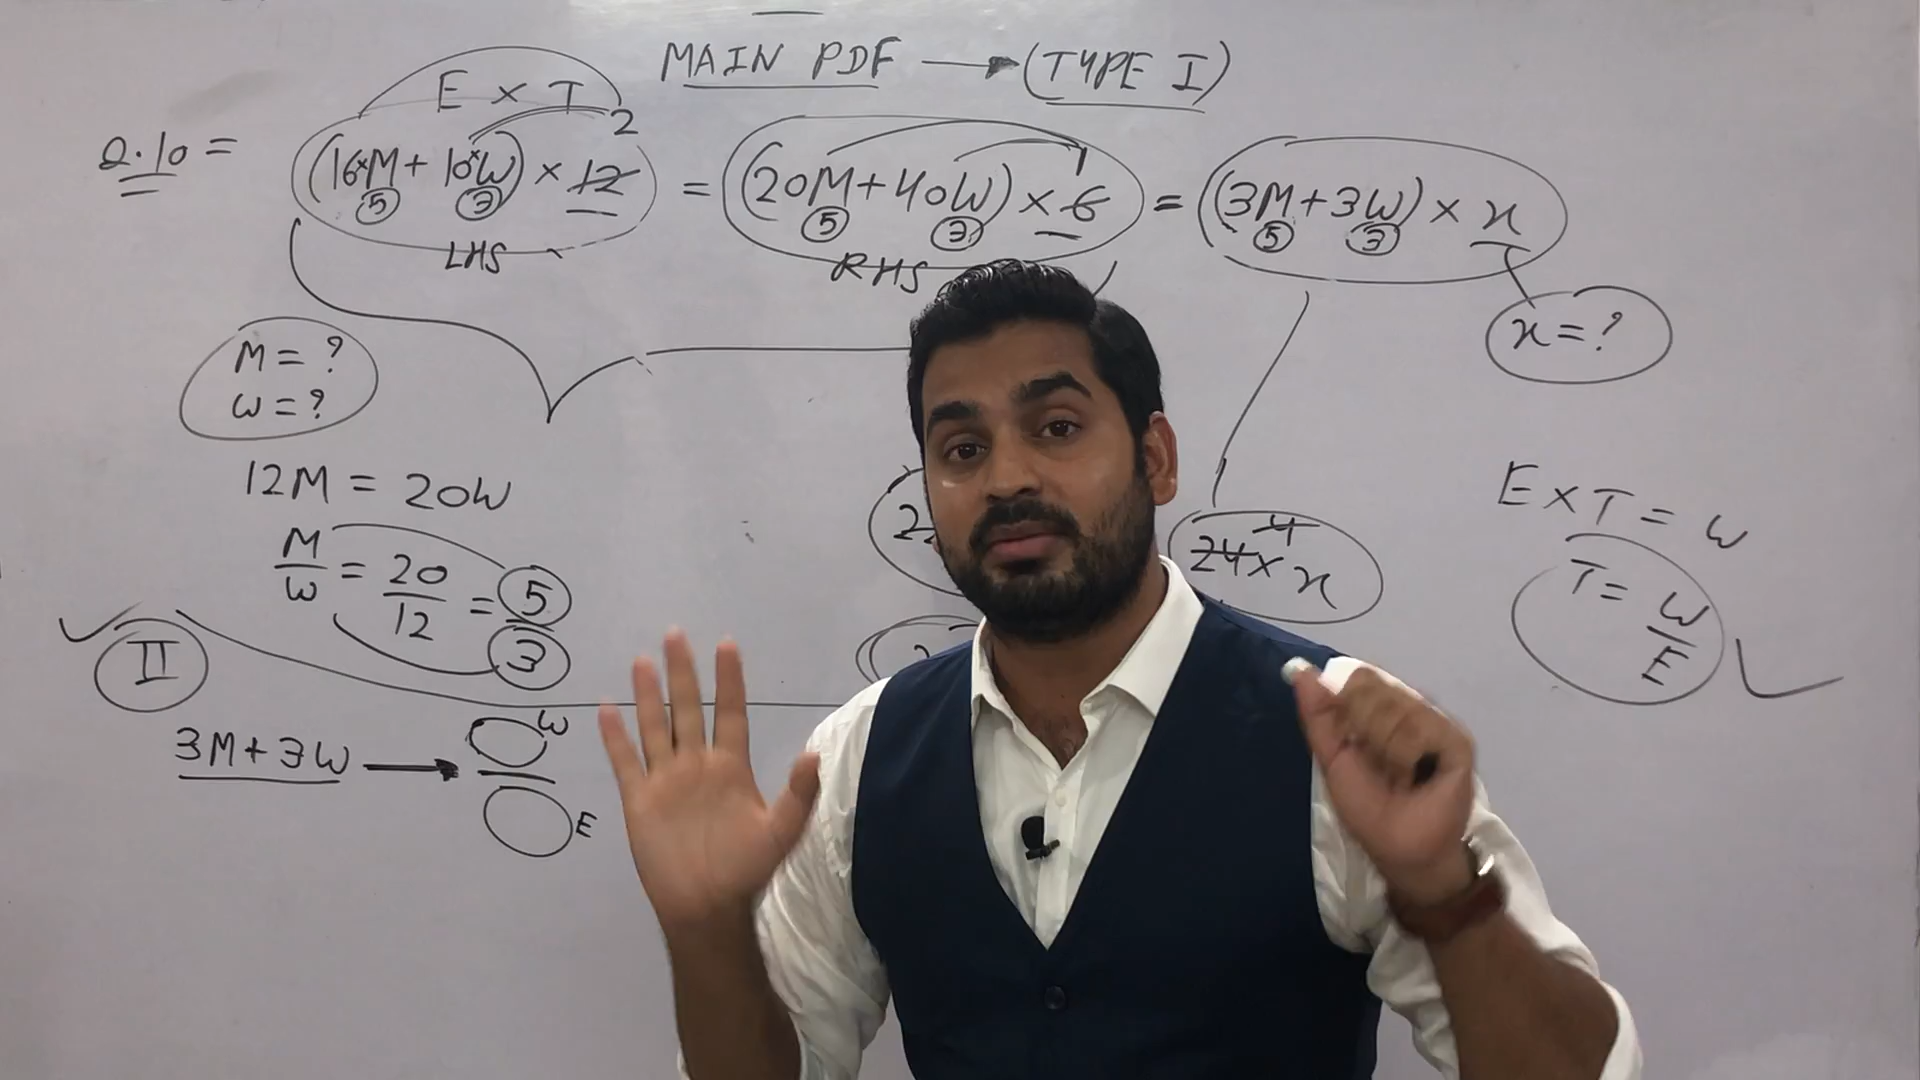 MAIN PDF → (TYPE I)
E × T
Q.10 = (16M + 10W) × 12 = (20M + 40W) × 6 = (3M + 3W) × x
2
1
5 3 5 3 5 3
LHS RHS
x = ?
M = ?
W = ?
12M = 20W
M/W = 20/12 = 5/3
24 × x
4
E × T = W
T = W/E
II
3M + 3W → W
E